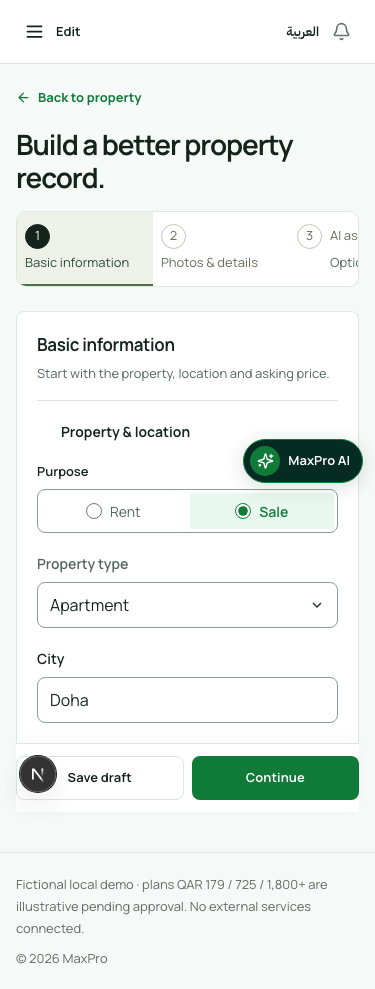 Edit
العربية
Back to property
Build a better property
record.
1
2
3
AI as
Basic information
Photos & details
Optic
Basic information
Start with the property, location and asking price.
Property & location
MaxPro AI
Purpose
Rent
Sale
Property type
Apartment
City
Doha
N
Save draft
Continue
Fictional local demo · plans QAR 179 / 725 / 1,800+ are
illustrative pending approval. No external services
connected.
© 2026 MaxPro